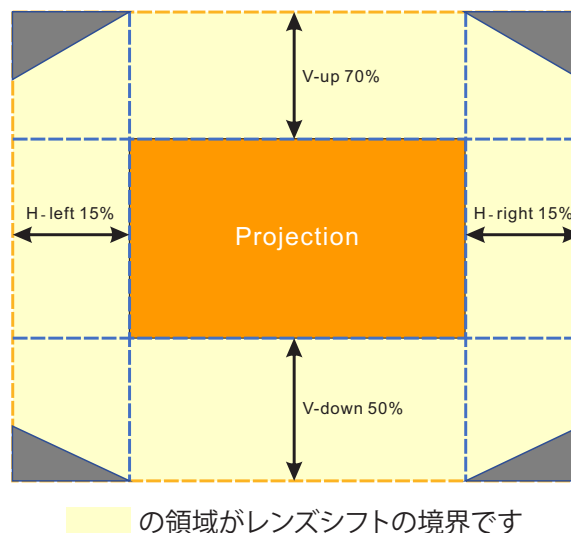 V-up 70%
H-left 15%
Projection
H-right 15%
V-down 50%
の領域がレンズシフトの境界です